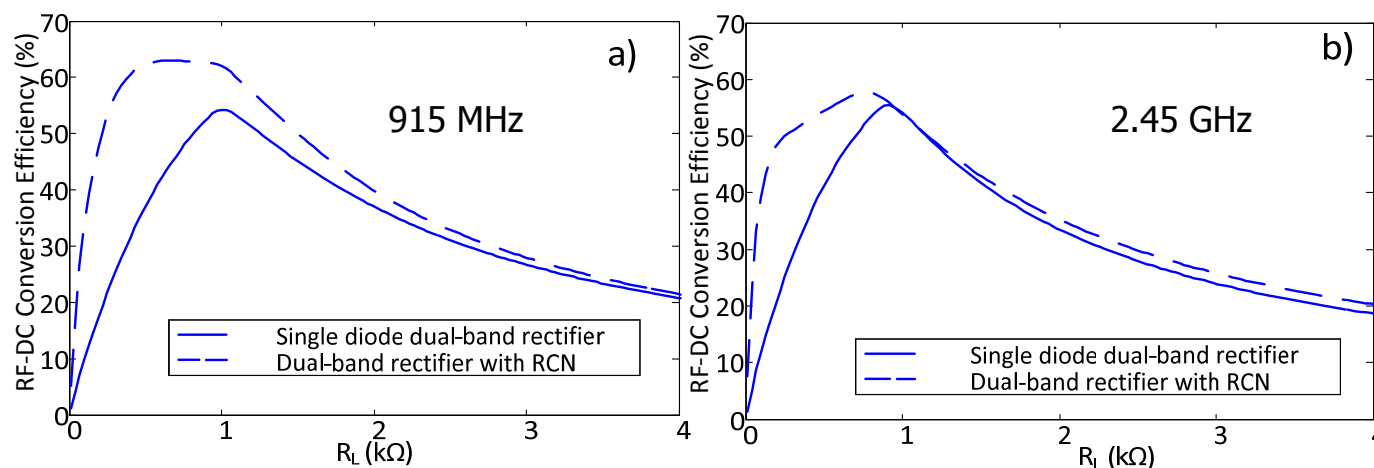 RF-DC Conversion Efficiency (%)
70
60
50
40
30
20
10
0
a)
915 MHz
Single diode dual-band rectifier
Dual-band rectifier with RCN
0
1
2
3
4
R_L (kΩ)
RF-DC Conversion Efficiency (%)
70
60
50
40
30
20
10
0
b)
2.45 GHz
Single diode dual-band rectifier
Dual-band rectifier with RCN
0
1
2
3
4
R_L (kΩ)